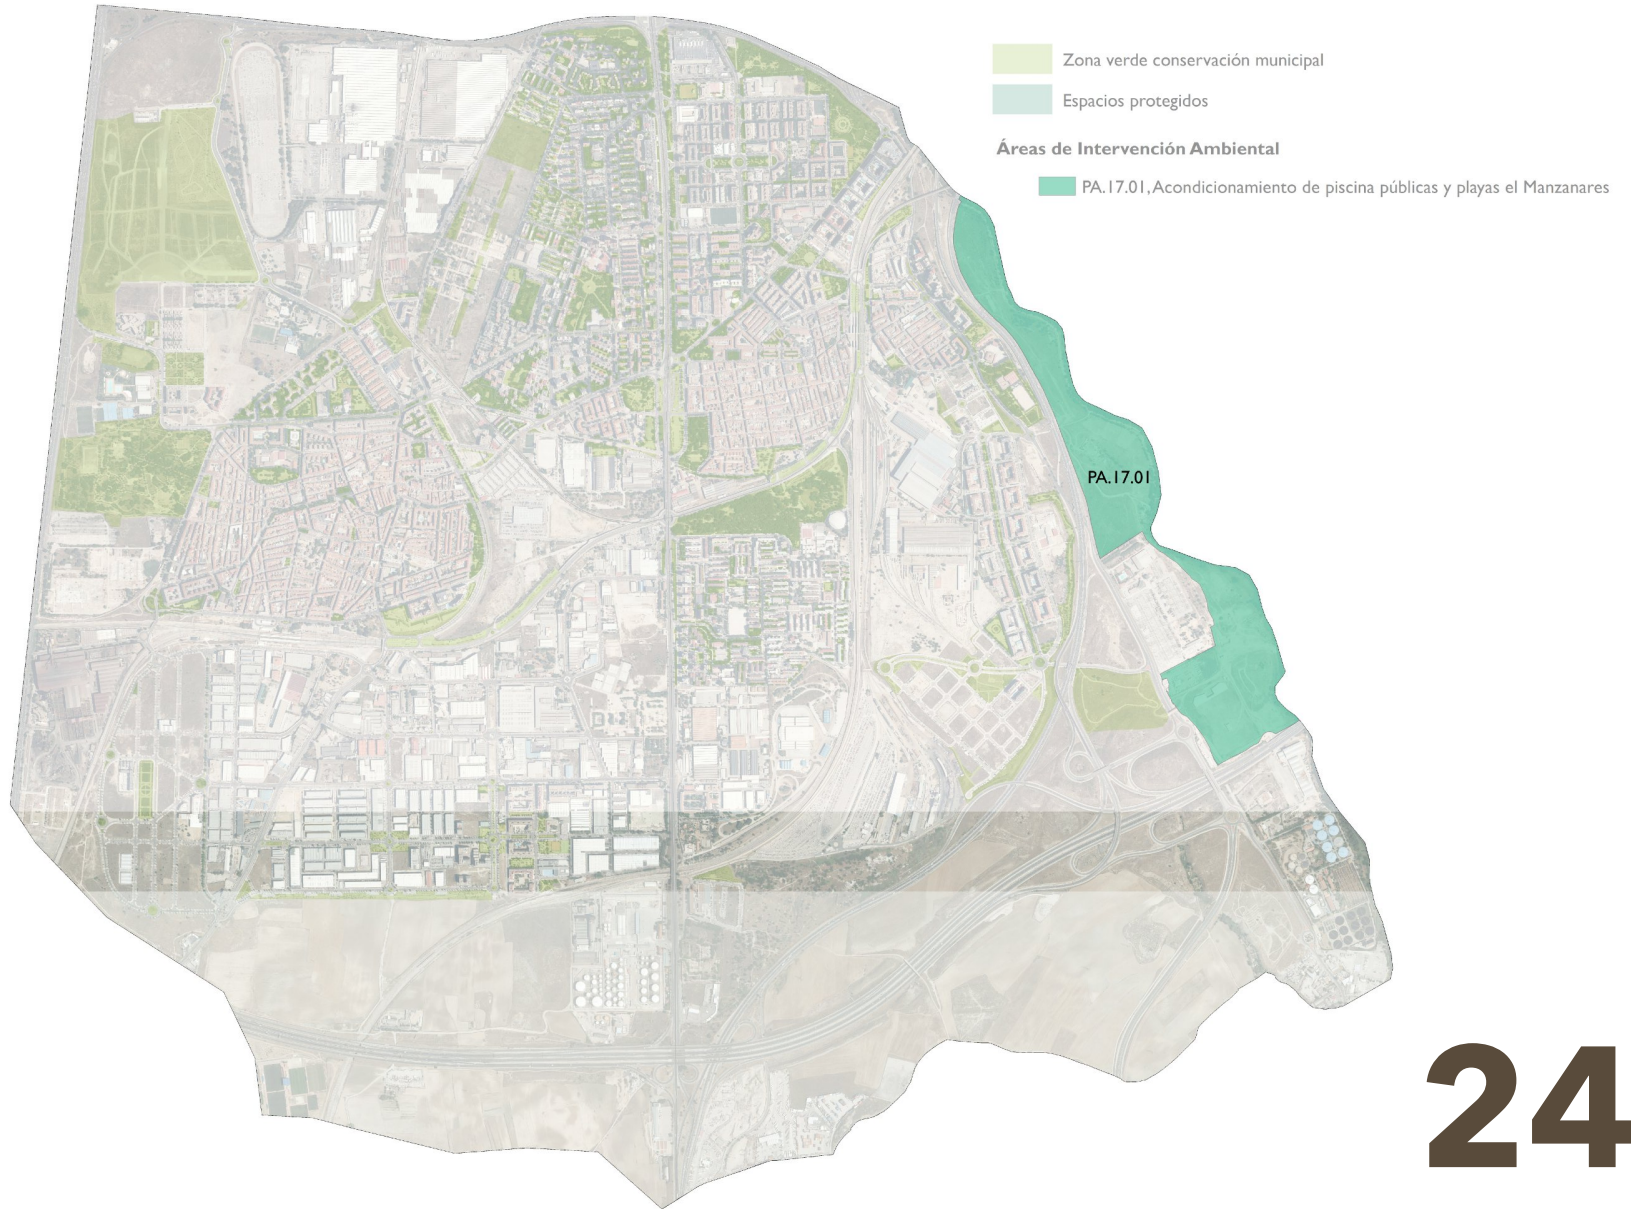 Zona verde conservación municipal
Espacios protegidos
Áreas de Intervención Ambiental
PA.17.01, Acondicionamiento de piscina públicas y playas el Manzanares
PA.17.01
24